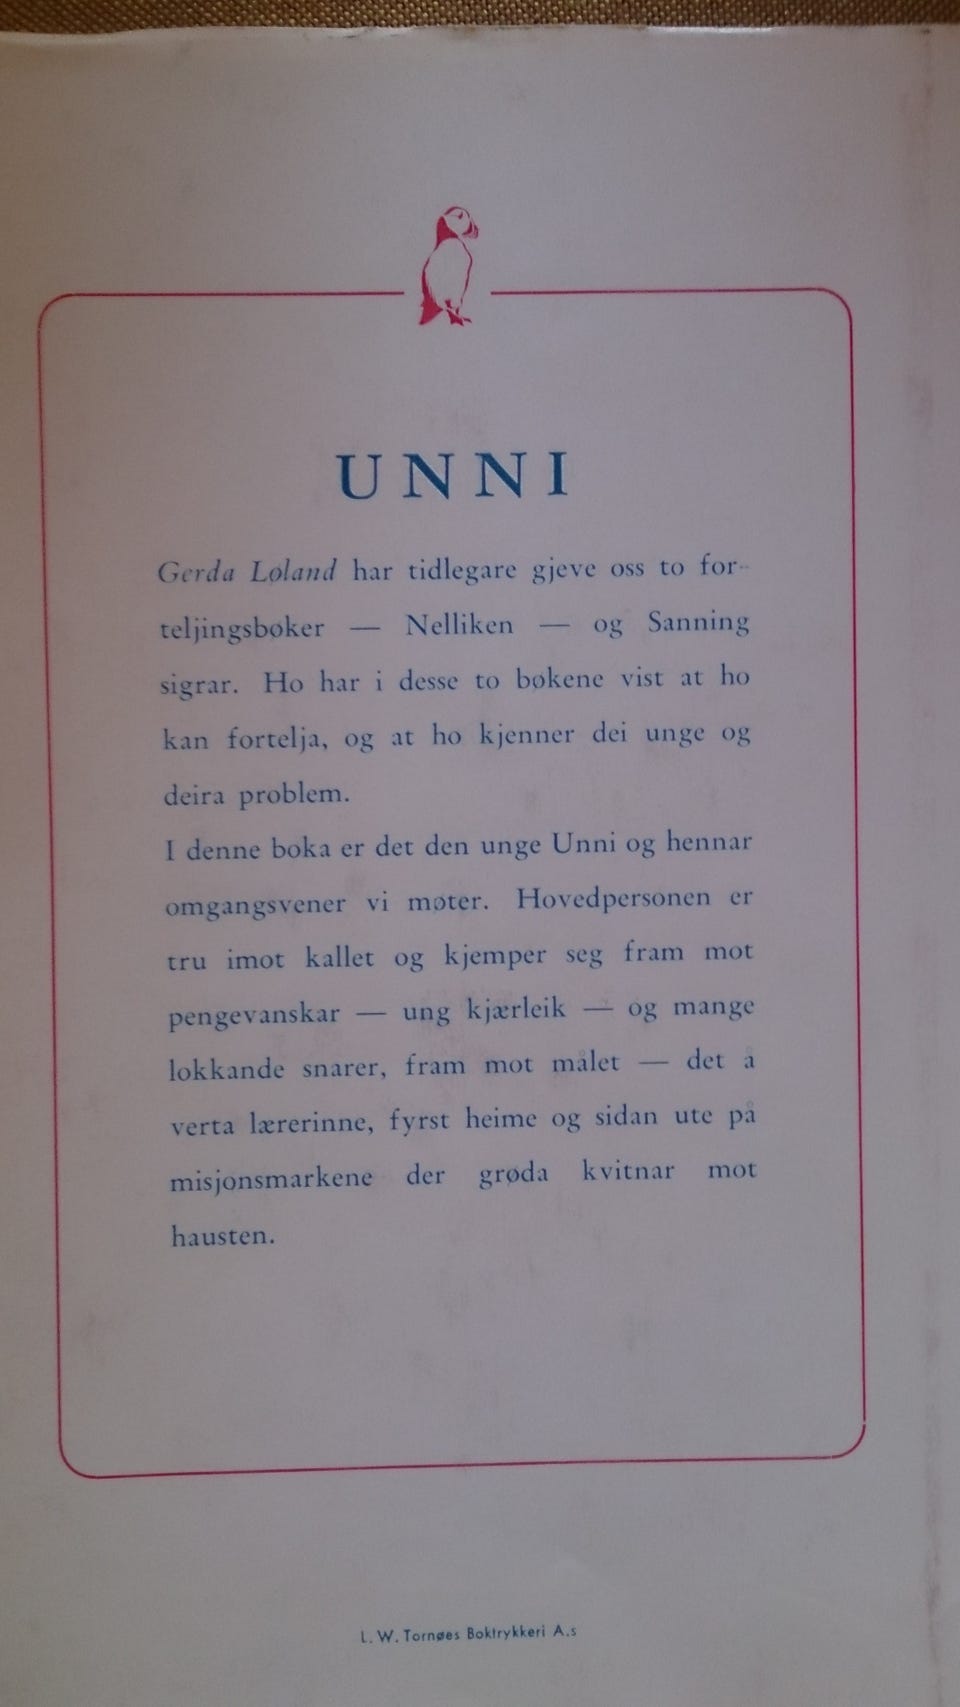 UNNI
Gerda Løland har tidlegare gjeve oss to for-
teljingsbøker — Nelliken — og Sanning
sigrar. Ho har i desse to bøkene vist at ho
kan fortelja, og at ho kjenner dei unge og
deira problem.
I denne boka er det den unge Unni og hennar
omgangsvener vi møter. Hovedpersonen er
tru imot kallet og kjemper seg fram mot
pengevanskar — ung kjærleik — og mange
lokkande snarer, fram mot målet — det å
verta lærerinne, fyrst heime og sidan ute på
misjonsmarkene der grøda kvitnar mot
hausten.
L. W. Tornøes Boktrykkeri A.s